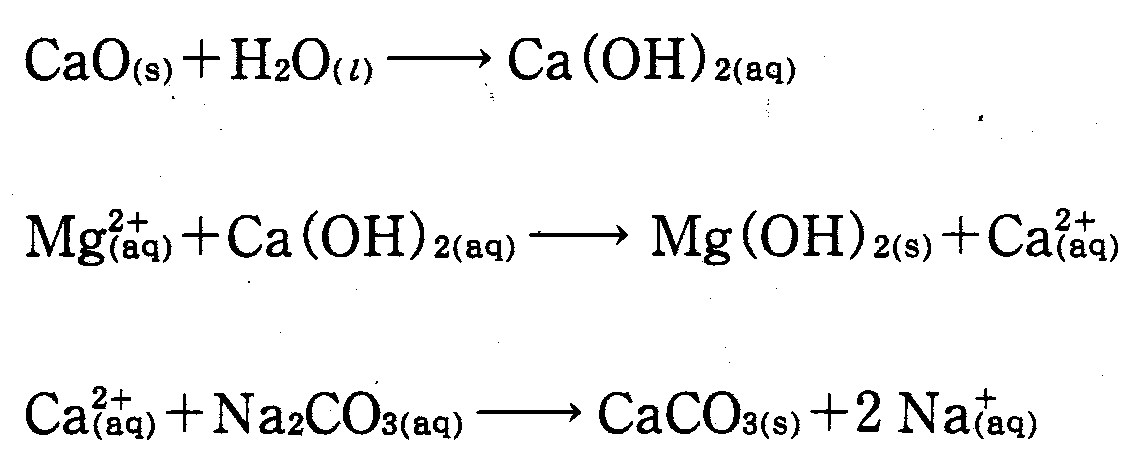 CaO(s)+H2O(l)⟶Ca(OH)2(aq)
Mg2+(aq)+Ca(OH)2(aq)⟶Mg(OH)2(s)+Ca2+(aq)
Ca2+(aq)+Na2CO3(aq)⟶CaCO3(s)+2 Na+(aq)